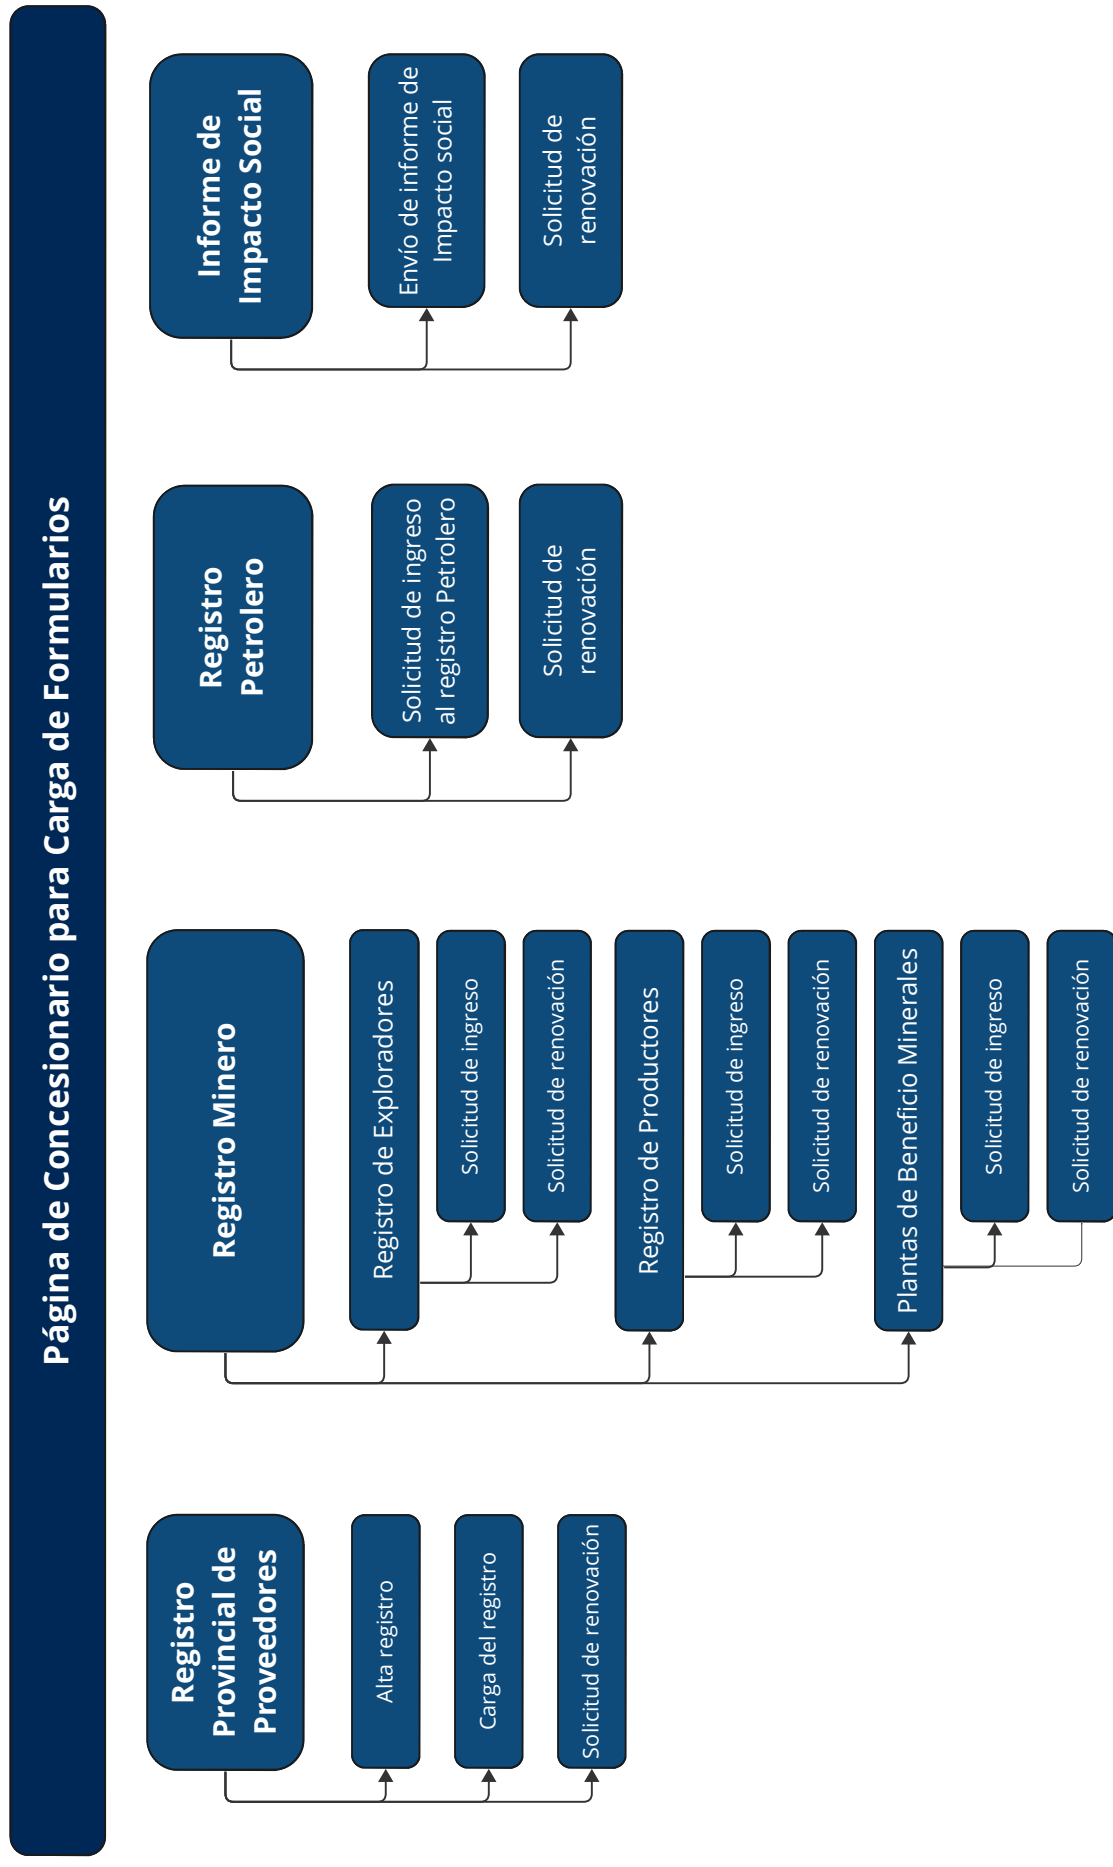 Página de Concesionario para Carga de Formularios
Registro
Provincial de
Proveedores
Alta registro
Carga del registro
Solicitud de renovación
Registro Minero
Registro de Exploradores
Solicitud de ingreso
Solicitud de renovación
Registro de Productores
Solicitud de ingreso
Solicitud de renovación
Plantas de Beneficio Minerales
Solicitud de ingreso
Solicitud de renovación
Registro
Petrolero
Solicitud de ingreso
al registro Petrolero
Solicitud de
renovación
Informe de
Impacto Social
Envío de informe de
Impacto social
Solicitud de
renovación